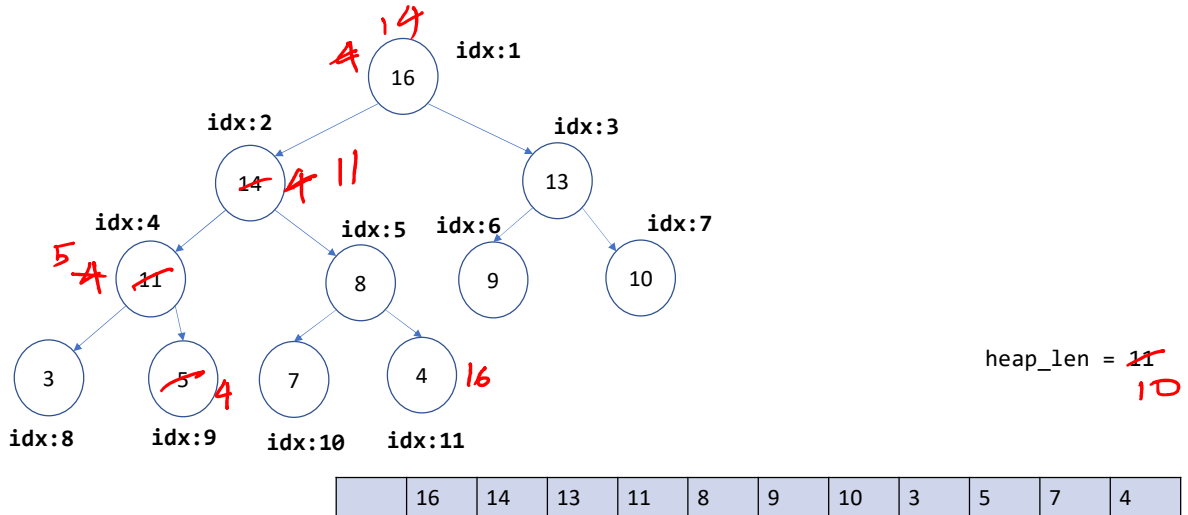 14
4 16 idx:1
idx:2 idx:3
14 4 11 13
idx:4 idx:5 idx:6 idx:7
5 4 11 8 9 10
3 5 4 7 4 16 heap_len = 11
10
idx:8 idx:9 idx:10 idx:11
16 14 13 11 8 9 10 3 5 7 4